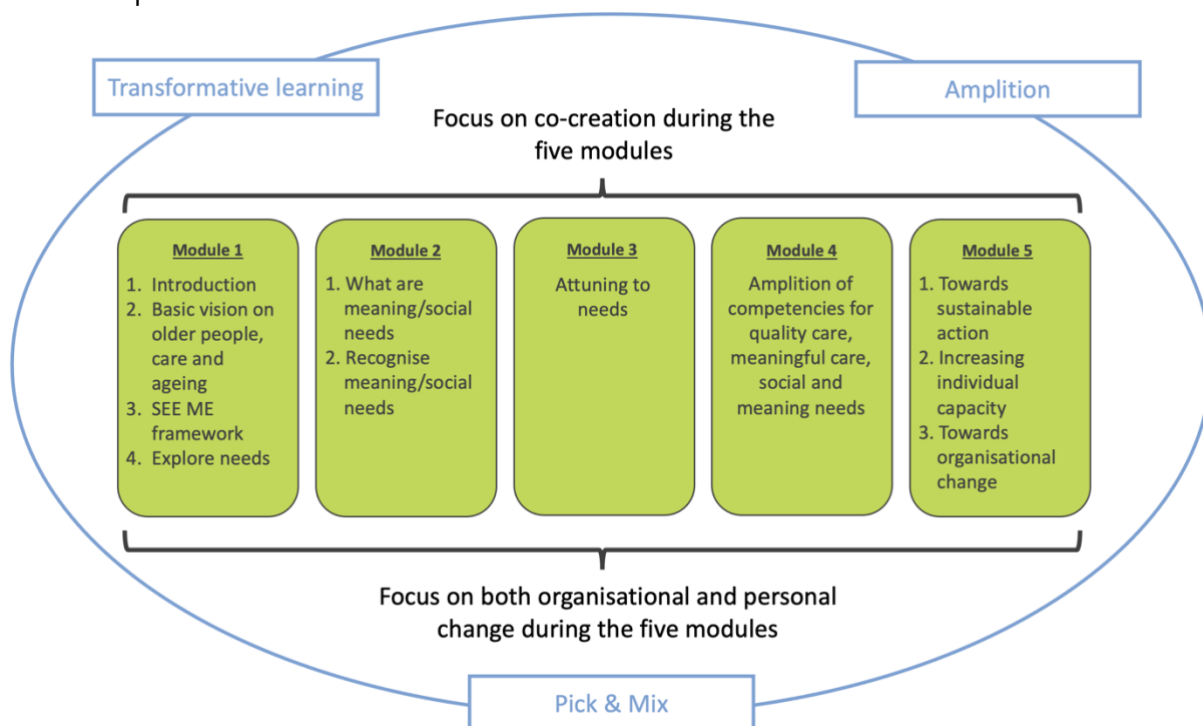 Transformative learning
Amplition
Focus on co-creation during the
five modules
Module 1
1. Introduction
2. Basic vision on
older people,
care and
ageing
3. SEE ME
framework
4. Explore needs
Module 2
1. What are
meaning/social
needs
2. Recognise
meaning/social
needs
Module 3
Attuning to
needs
Module 4
Amplition of
competencies for
quality care,
meaningful care,
social and
meaning needs
Module 5
1. Towards
sustainable
action
2. Increasing
individual
capacity
3. Towards
organisational
change
Focus on both organisational and personal
change during the five modules
Pick & Mix